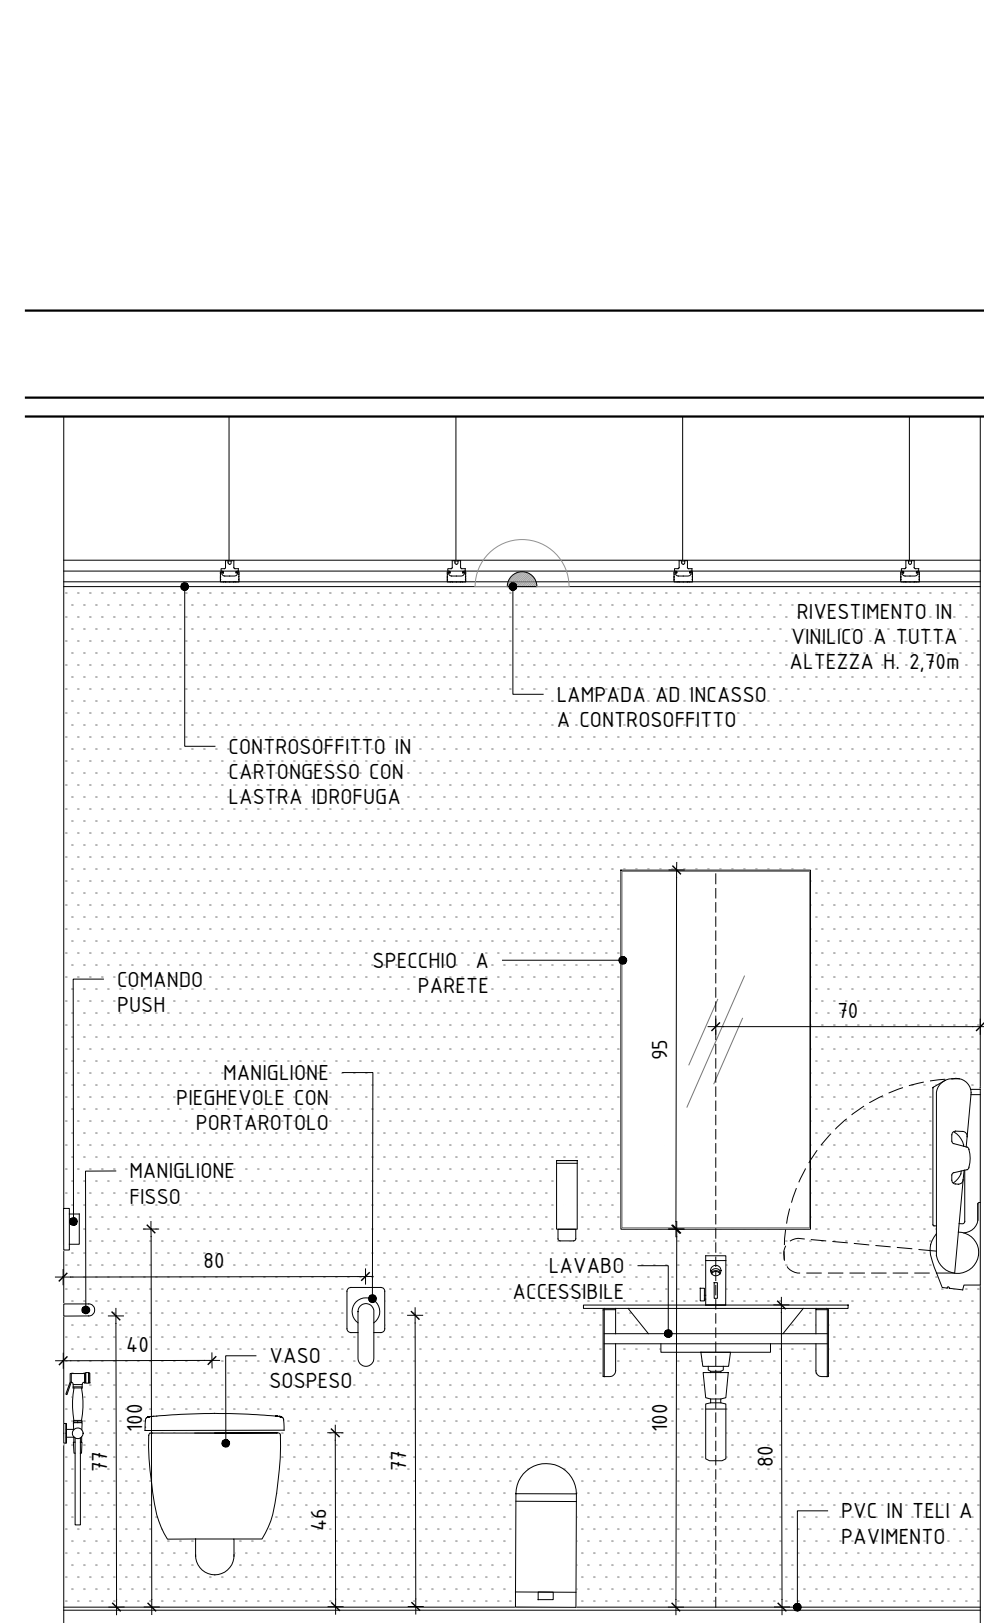 RIVESTIMENTO IN
VINILICO A TUTTA
ALTEZZA H. 2,70m
LAMPADA AD INCASSO
A CONTROSOFFITTO
CONTROSOFFITTO IN
CARTONGESSO CON
LASTRA IDROFUGA
SPECCHIO A
PARETE
COMANDO
PUSH
70
95
MANIGLIONE
PIEGHEVOLE CON
PORTAROTOLO
MANIGLIONE
FISSO
80
LAVABO
ACCESSIBILE
40
VASO
SOSPESO
100
77
77
46
100
80
PVC IN TELI A
PAVIMENTO